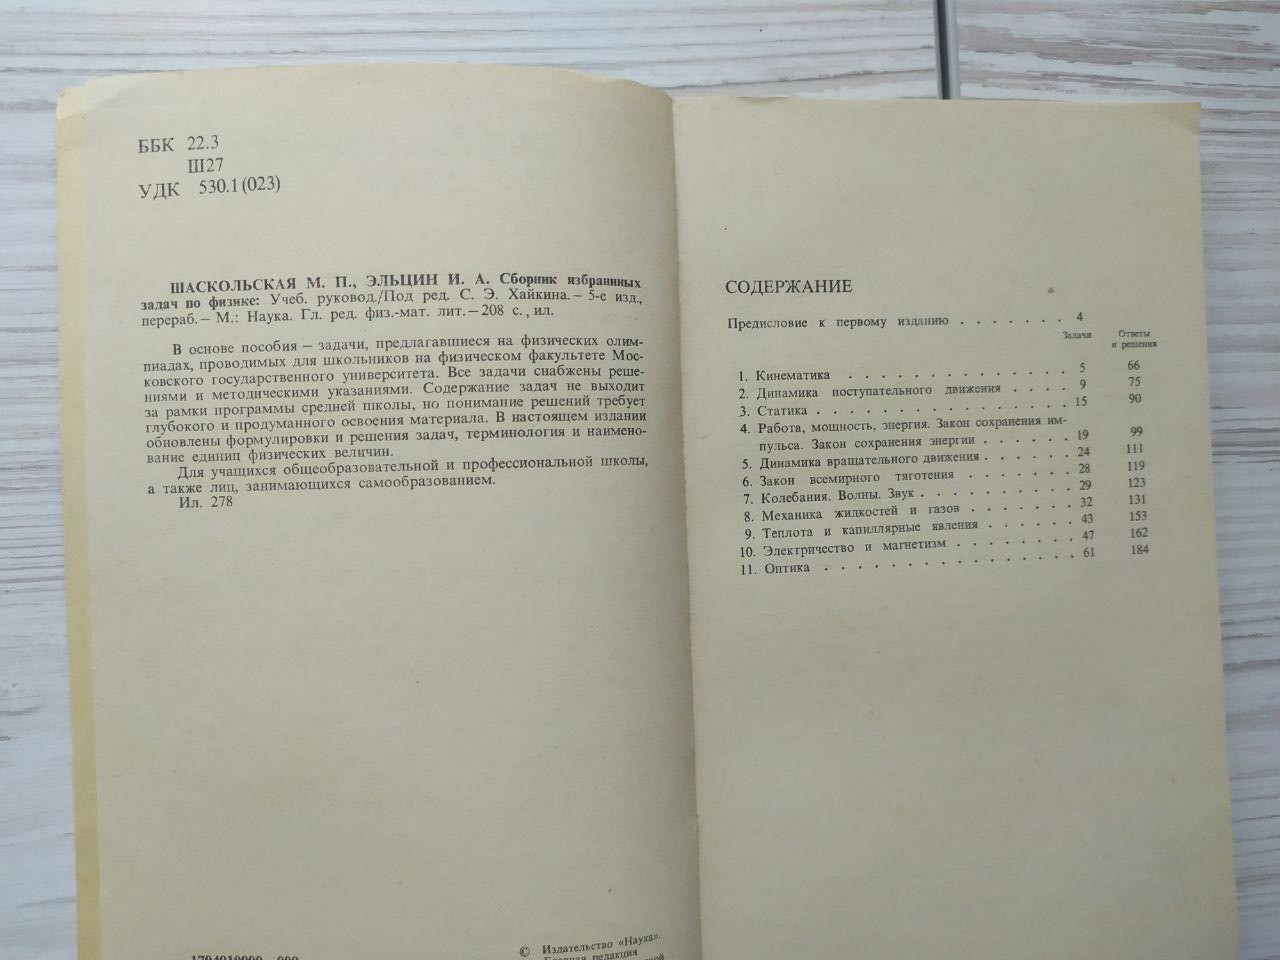 ББК 22.3
Ш27
УДК 530.1 (023)
ШАСКОЛЬСКАЯ М. П., ЭЛЬЦИН И. А. Сборник избраннных
задач по физике: Учеб. руковод./Под ред. С. Э. Хайкина. – 5-е изд.,
перераб. – М.: Наука. Гл. ред. физ.-мат. лит. – 208 с., ил.
В основе пособия – задачи, предлагавшиеся на физических олим-
пиадах, проводимых для школьников на физическом факультете Мос-
ковского государственного университета. Все задачи снабжены реше-
ниями и методическими указаниями. Содержание задач не выходит
за рамки программы средней школы, но понимание решений требует
глубокого и продуманного освоения материала. В настоящем издании
обновлены формулировки и решения задач, терминология и наимено-
вание единиц физических величин.
Для учащихся общеобразовательной и профессиональной школы,
а также лиц, занимающихся самообразованием.
Ил. 278
© Издательство «Наука».
Главная редакция
СОДЕРЖАНИЕ
Предисловие к первому изданию . . . . . . . 4
Задачи Ответы
и решения
1. Кинематика . . . . . . . . . . . . . 5 66
2. Динамика поступательного движения . . . . 9 75
3. Статика . . . . . . . . . . . . . . . . 15 90
4. Работа, мощность, энергия. Закон сохранения им-
пульса. Закон сохранения энергии . . . . . . 19 99
5. Динамика вращательного движения . . . . . . 24 111
6. Закон всемирного тяготения . . . . . . . 28 119
7. Колебания. Волны. Звук . . . . . . . . . . 29 123
8. Механика жидкостей и газов . . . . . . . 32 131
9. Теплота и капиллярные явления . . . . . . 43 153
10. Электричество и магнетизм . . . . . . . . 47 162
11. Оптика . . . . . . . . . . . . . . . . 61 184